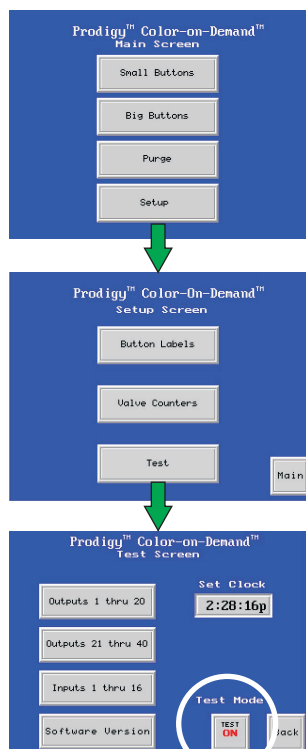 Prodigy™ Color-on-Demand™
Main Screen
Small Buttons
Big Buttons
Purge
Setup
Prodigy™ Color-On-Demand™
Setup Screen
Button Labels
Valve Counters
Test
Main
Prodigy™ Color-on-Demand™
Test Screen
Set Clock
Outputs 1 thru 20
2:28:16p
Outputs 21 thru 40
Inputs 1 thru 16
Test Mode
Software Version
TEST
ON
Back